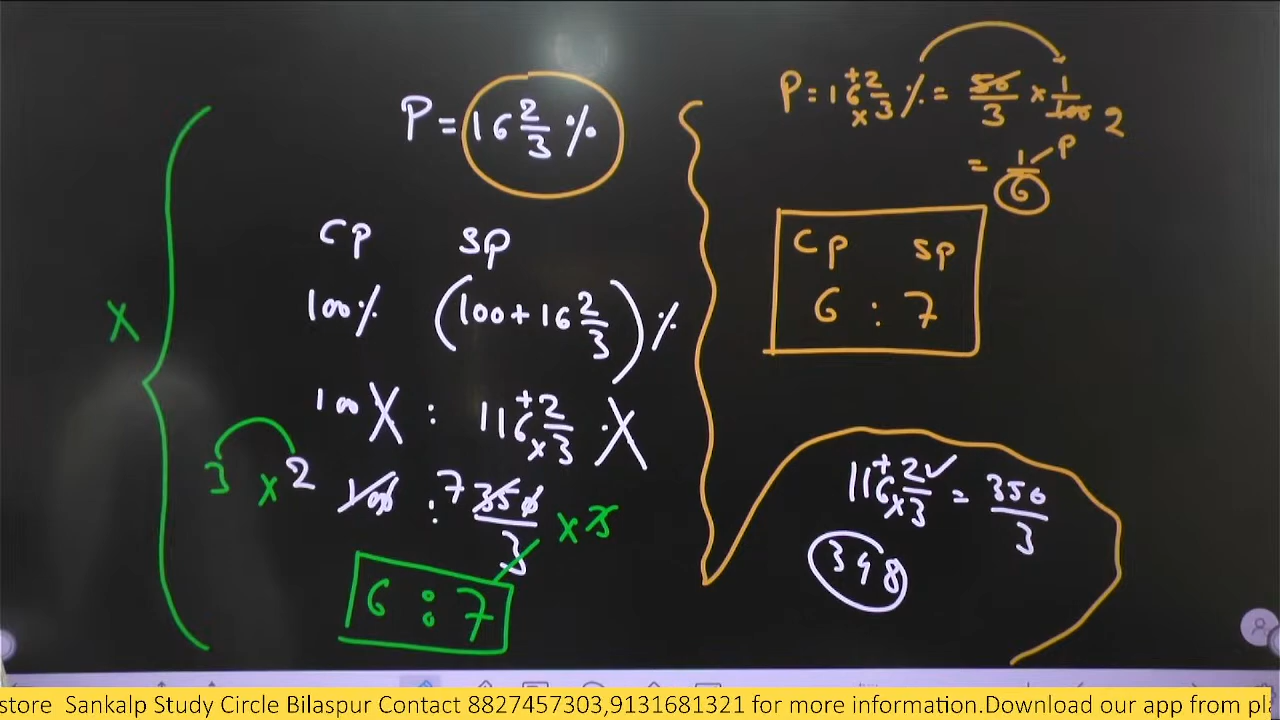 P = 16 2/3 %
CP SP
100% (100 + 16 2/3)%
100 X : 116 + 2/3 × X
3 × 2 100 : 7 350/3 × 3
6 : 7
X
P = 16 + 2/3 × % = 50/3 × 1/100 2
= 1/6 P
CP SP
6 : 7
116 + 2/3 × ✓ = 350/3
348
store Sankalp Study Circle Bilaspur Contact 8827457303,9131681321 for more information.Download our app from pl